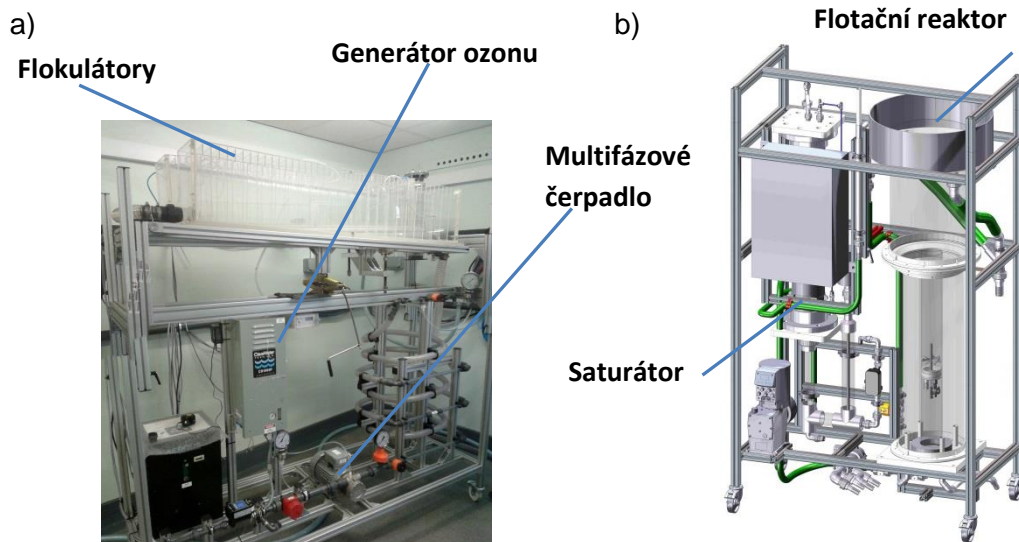 a)
b)
Flotační reaktor
Generátor ozonu
Flokulátory
Multifázové
čerpadlo
Saturátor